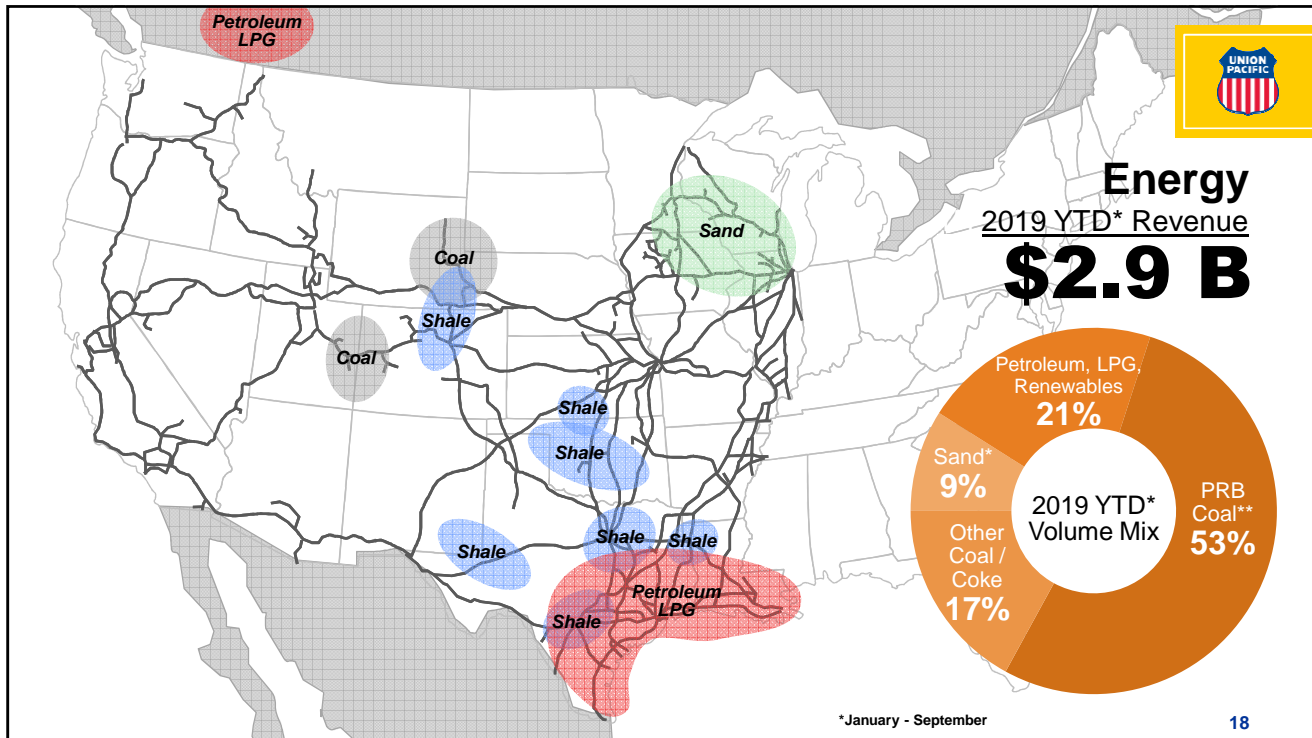 Petroleum
LPG
UNION
PACIFIC
Energy
2019 YTD* Revenue
$2.9 B
Sand
Coal
Shale
Coal
Shale
Shale
Shale
Shale
Shale
Petroleum
LPG
Shale
Petroleum, LPG,
Renewables
21%
Sand*
9%
Other
Coal /
Coke
17%
2019 YTD*
Volume Mix
PRB
Coal**
53%
*January - September
18